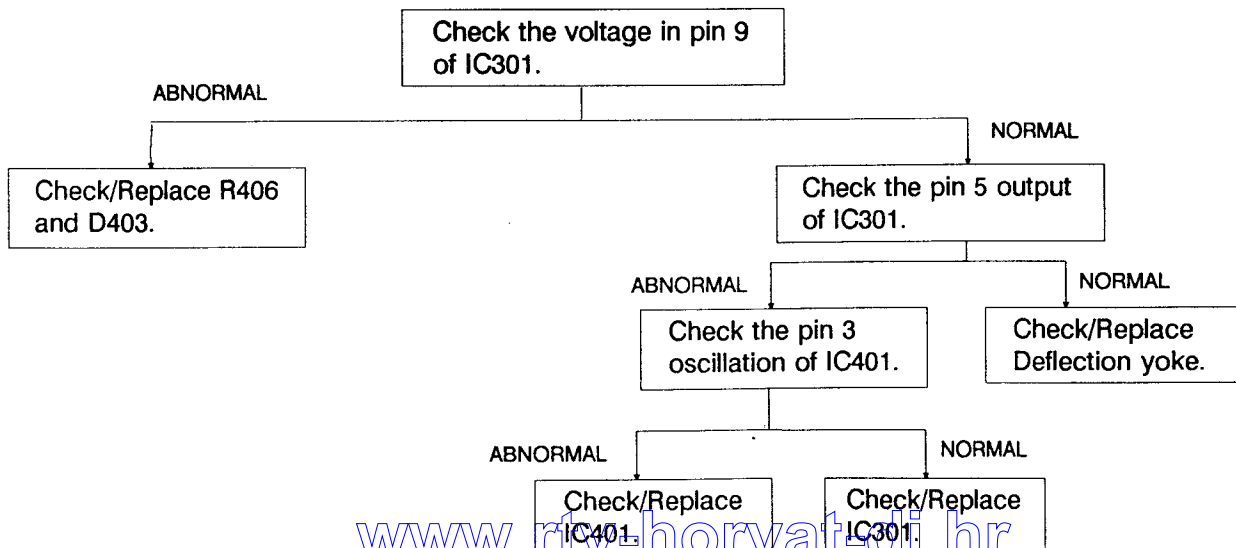 Check the voltage in pin 9
of IC301.
ABNORMAL
NORMAL
Check/Replace R406
and D403.
Check the pin 5 output
of IC301.
ABNORMAL
NORMAL
Check the pin 3
oscillation of IC401.
Check/Replace
Deflection yoke.
ABNORMAL
NORMAL
Check/Replace
IC401.
Check/Replace
IC301.
www.rtv-horvat-dj.hr